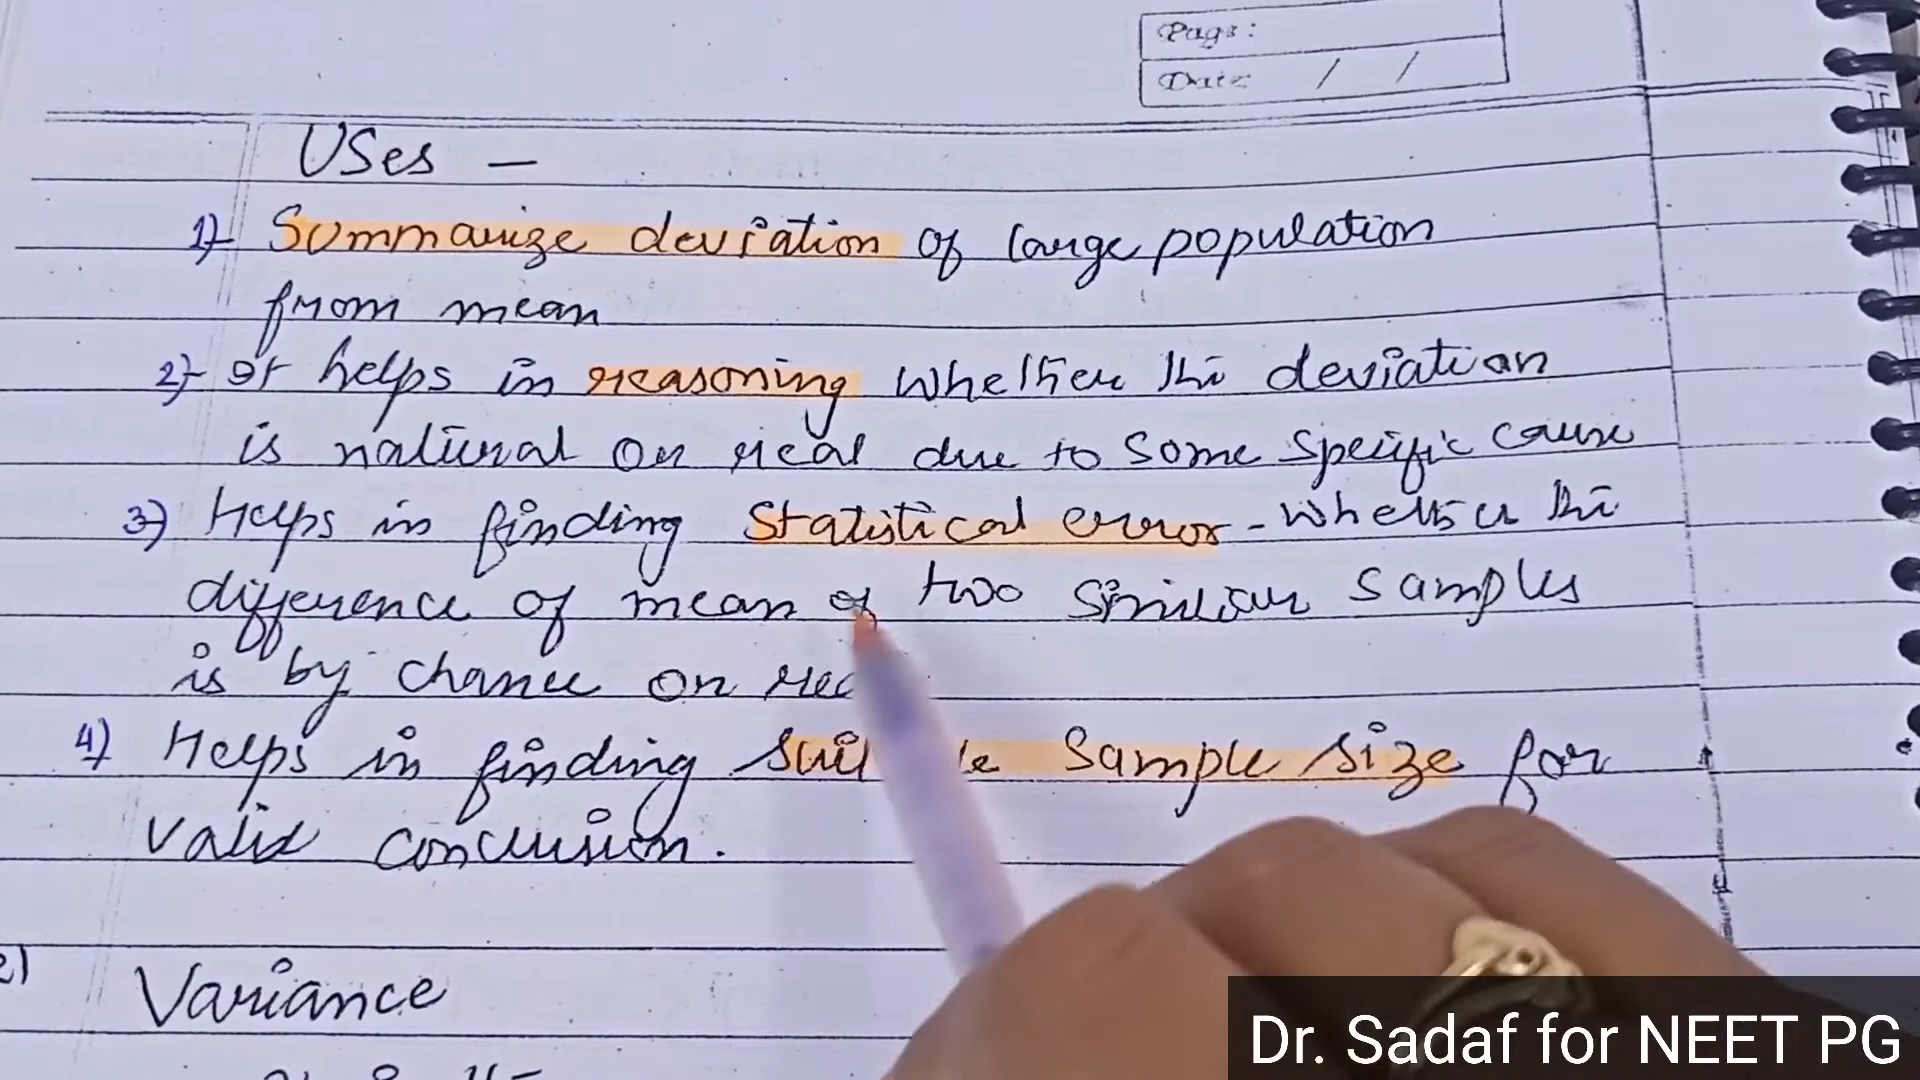 Page:
Date / /
Uses -
1) Summarize deviation of large population
from mean
2) It helps in reasoning whether the deviation
is natural or real due to some specific cause
3) Helps in finding statistical error - whether the
difference of mean of two similar samples
is by chance or
4) Helps in finding sample size for
valid conclusion.
Variance
Dr. Sadaf for NEET PG